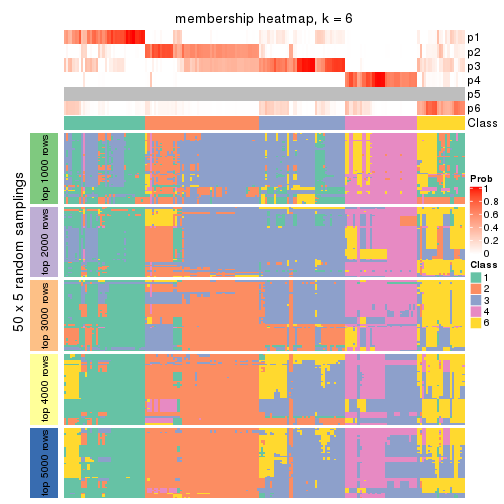 membership heatmap, k = 6
p1
p2
p3
p4
p5
p6
Class
50 x 5 random samplings
top 1000 rows
top 2000 rows
top 3000 rows
top 4000 rows
top 5000 rows
Prob
1
0.8
0.6
0.4
0.2
0
Class
1
2
3
4
6